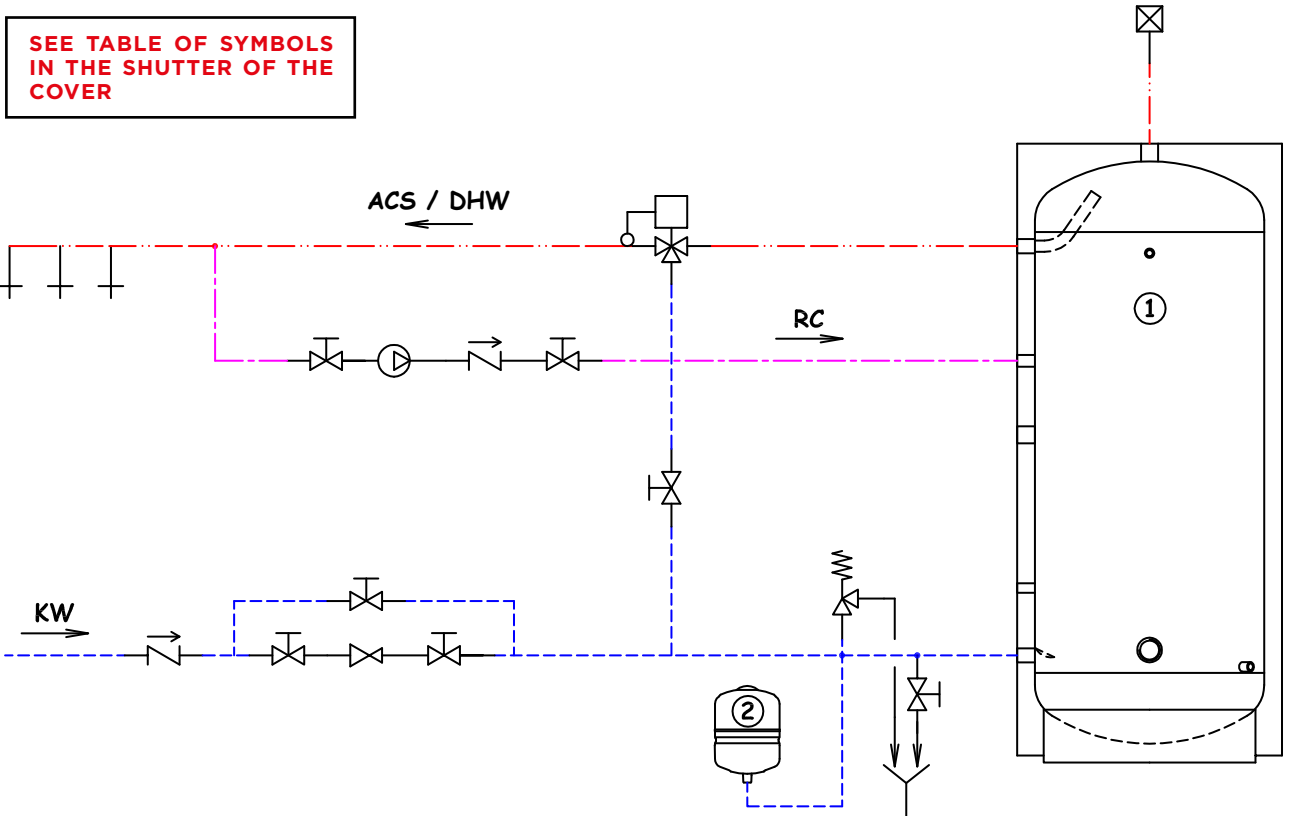 SEE TABLE OF SYMBOLS
IN THE SHUTTER OF THE
COVER
ACS / DHW
1
RC
KW
2